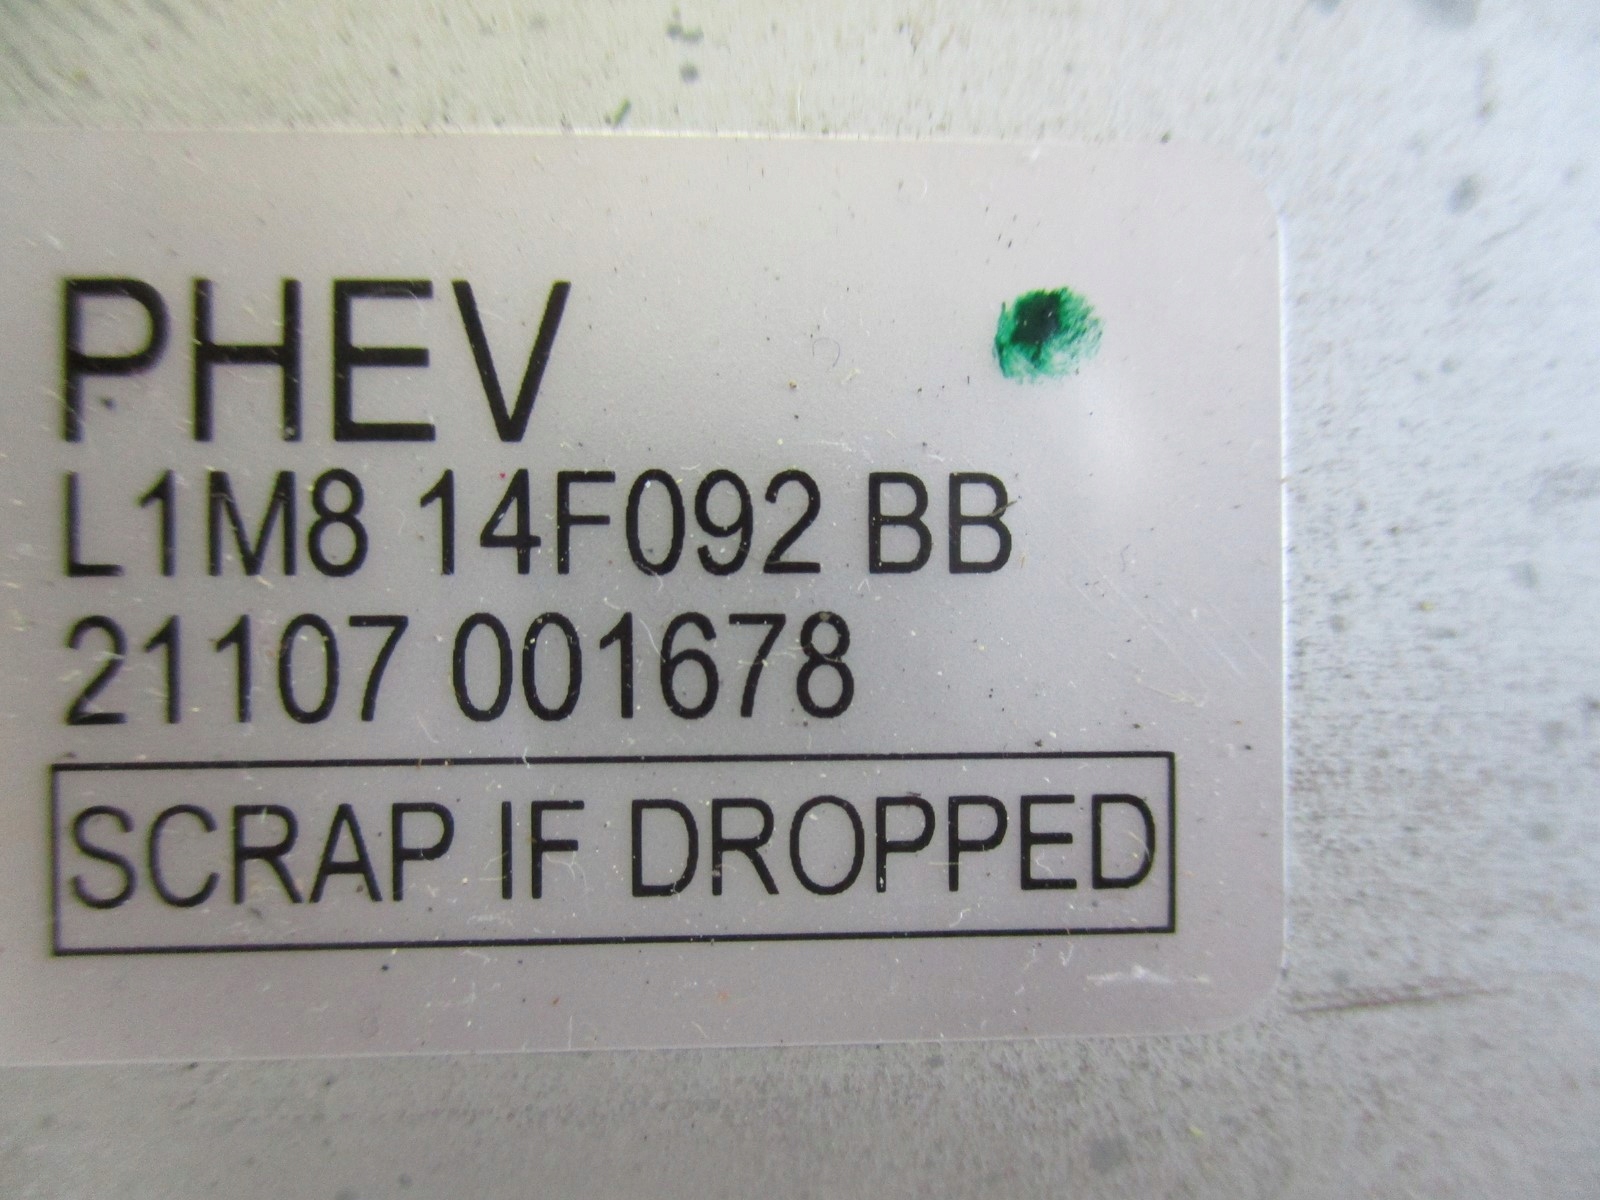 PHEV
L1M8 14F092 BB
21107 001678
SCRAP IF DROPPED